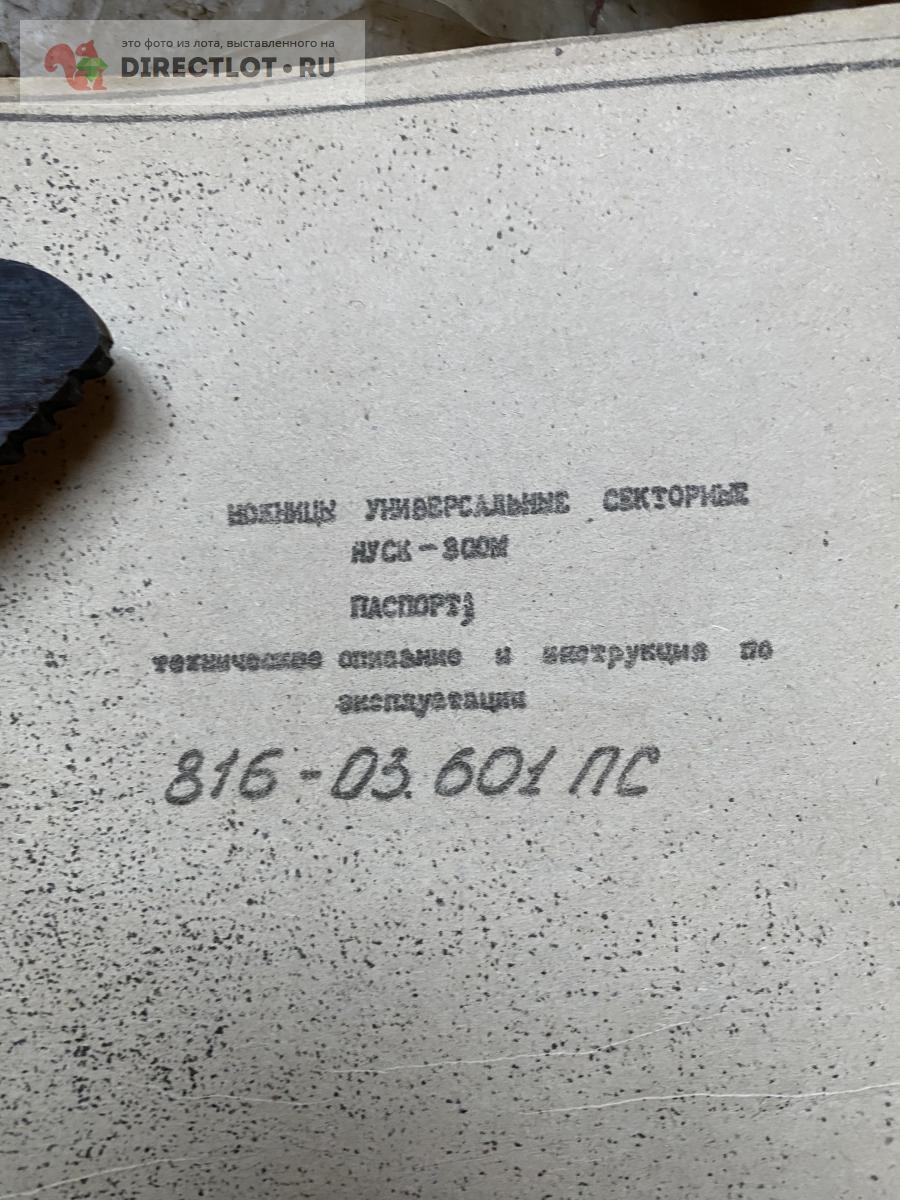 это фото из лота, выставленного на
DIRECTLOT.RU
НОЖНИЦЫ УНИВЕРСАЛЬНЫЕ СЕКТОРНЫЕ
НУСК-300М
ПАСПОРТ;
техническое описание и инструкция по
эксплуатации
816-03.601 ПС